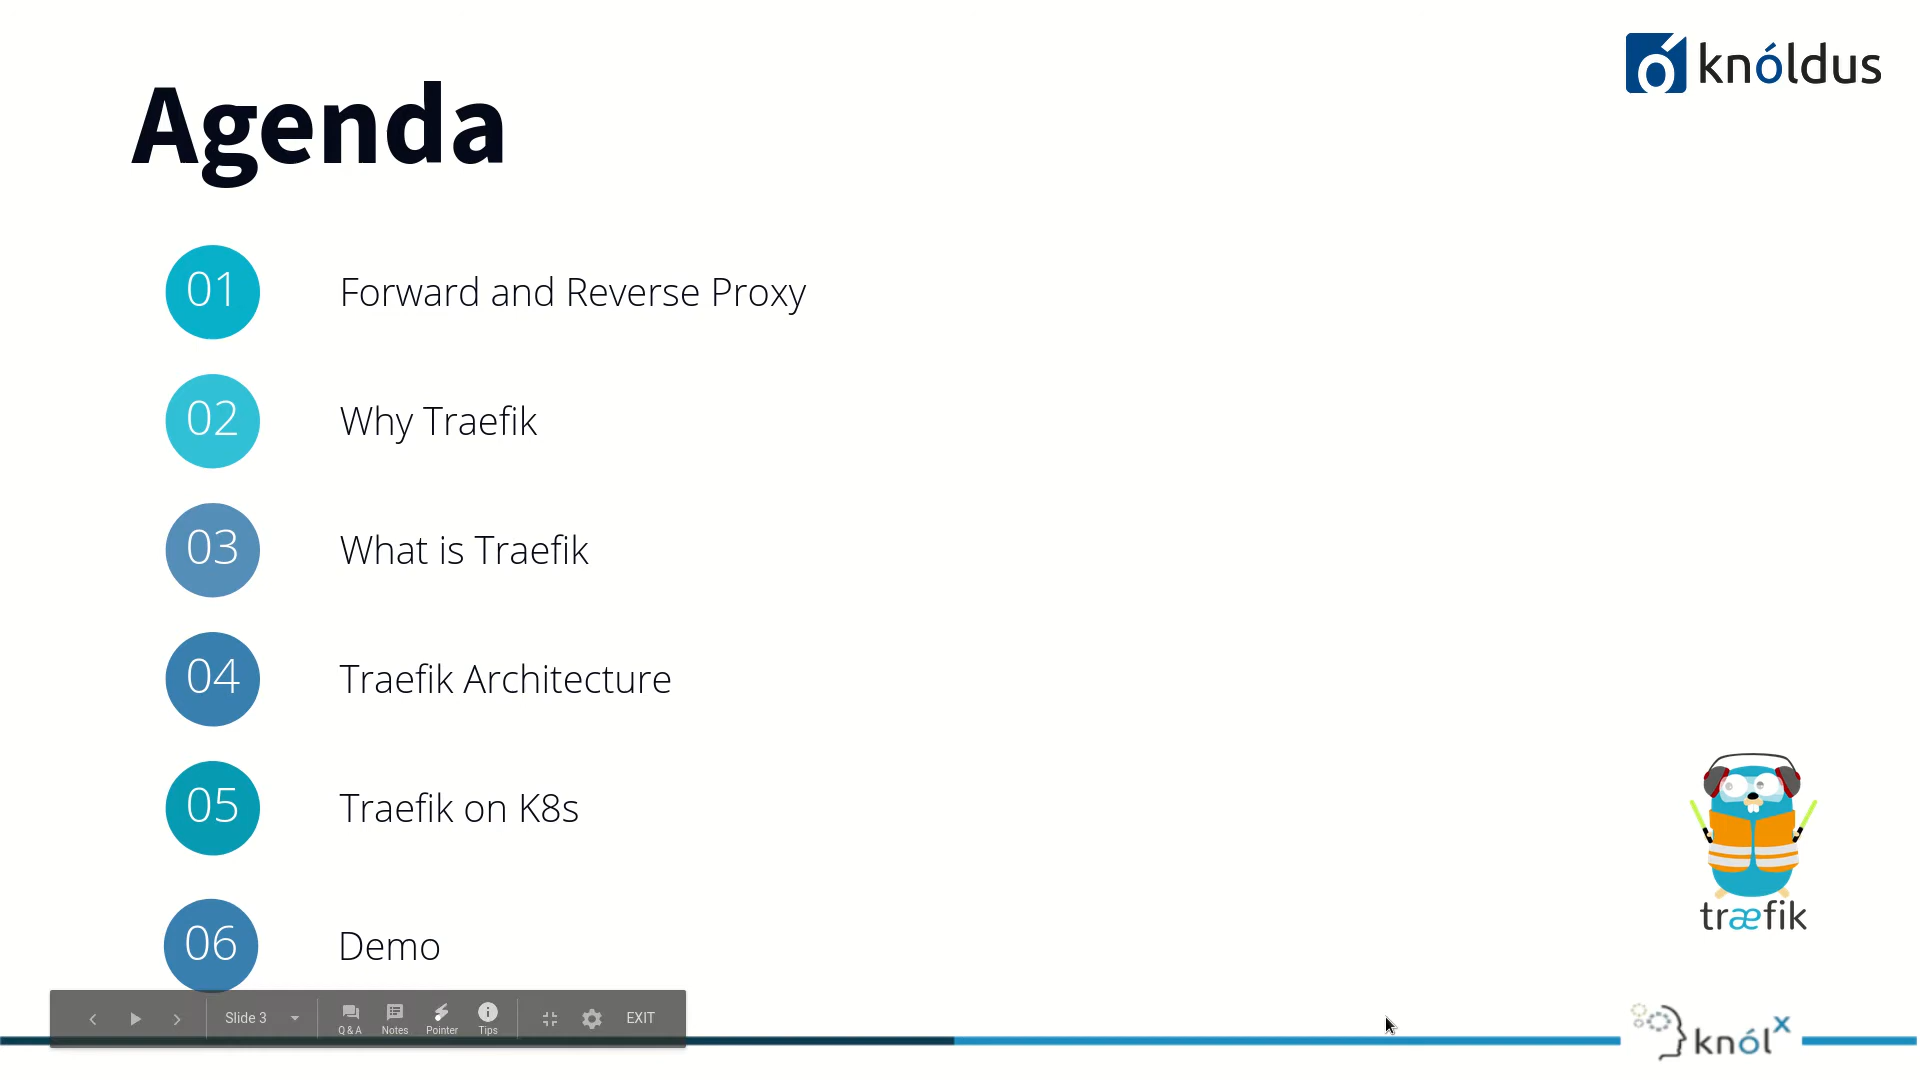 knóldus
Agenda
01 Forward and Reverse Proxy
02 Why Traefik
03 What is Traefik
04 Traefik Architecture
05 Traefik on K8s
træfik
06 Demo
Slide 3 Q & A Notes Pointer Tips EXIT
knólx